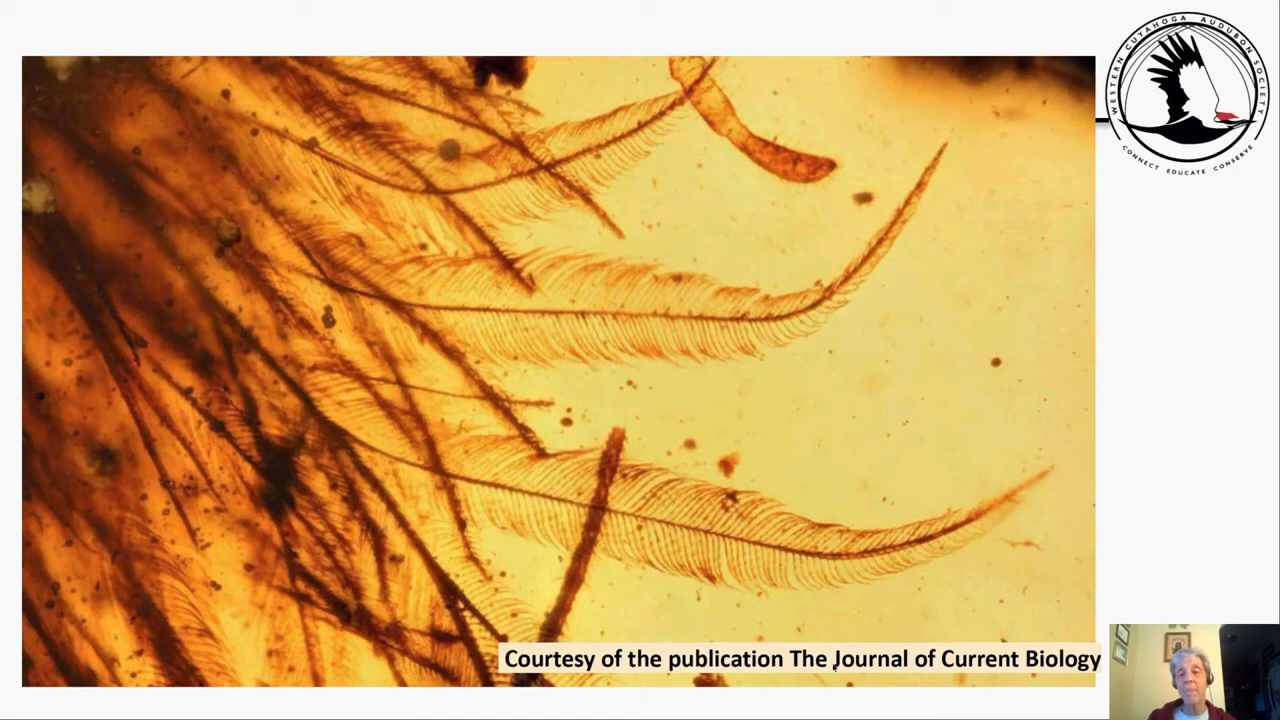 WESTERN CUYAHOGA AUDUBON SOCIETY
CONNECT EDUCATE CONSERVE
Courtesy of the publication The Journal of Current Biology